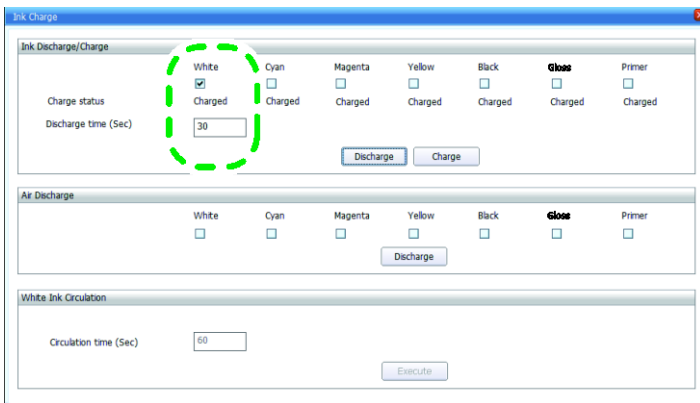 Ink Charge
Ink Discharge/Charge
White Cyan Magenta Yellow Black Gloss Primer
Charge status Charged Charged Charged Charged Charged Charged Charged
Discharge time (Sec) 30
Discharge Charge
Air Discharge
White Cyan Magenta Yellow Black Gloss Primer
Discharge
White Ink Circulation
Circulation time (Sec) 60
Execute